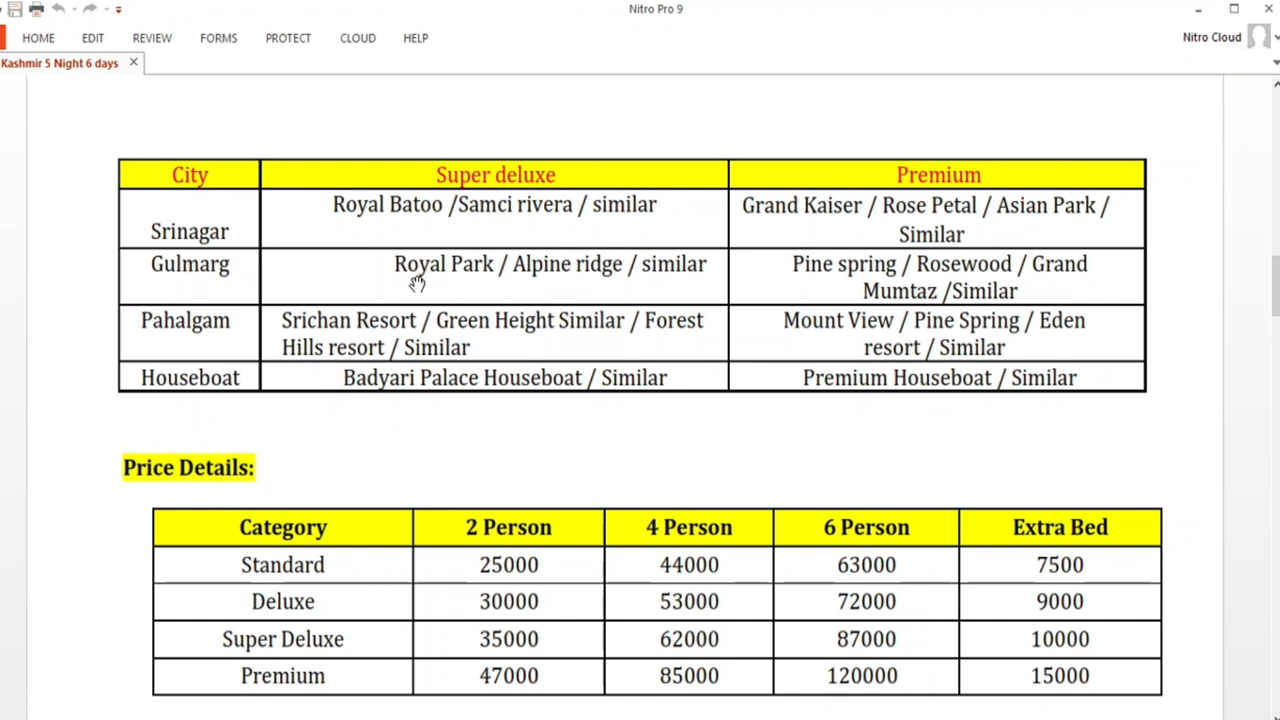 Nitro Pro 9
HOME EDIT REVIEW FORMS PROTECT CLOUD HELP
Nitro Cloud
Kashmir 5 Night 6 days
City Super deluxe Premium
Srinagar Royal Batoo /Samci rivera / similar Grand Kaiser / Rose Petal / Asian Park /
Similar
Gulmarg Royal Park / Alpine ridge / similar Pine spring / Rosewood / Grand
Mumtaz /Similar
Pahalgam Srichan Resort / Green Height Similar / Forest Mount View / Pine Spring / Eden
Hills resort / Similar resort / Similar
Houseboat Badyari Palace Houseboat / Similar Premium Houseboat / Similar
Price Details:
Category 2 Person 4 Person 6 Person Extra Bed
Standard 25000 44000 63000 7500
Deluxe 30000 53000 72000 9000
Super Deluxe 35000 62000 87000 10000
Premium 47000 85000 120000 15000